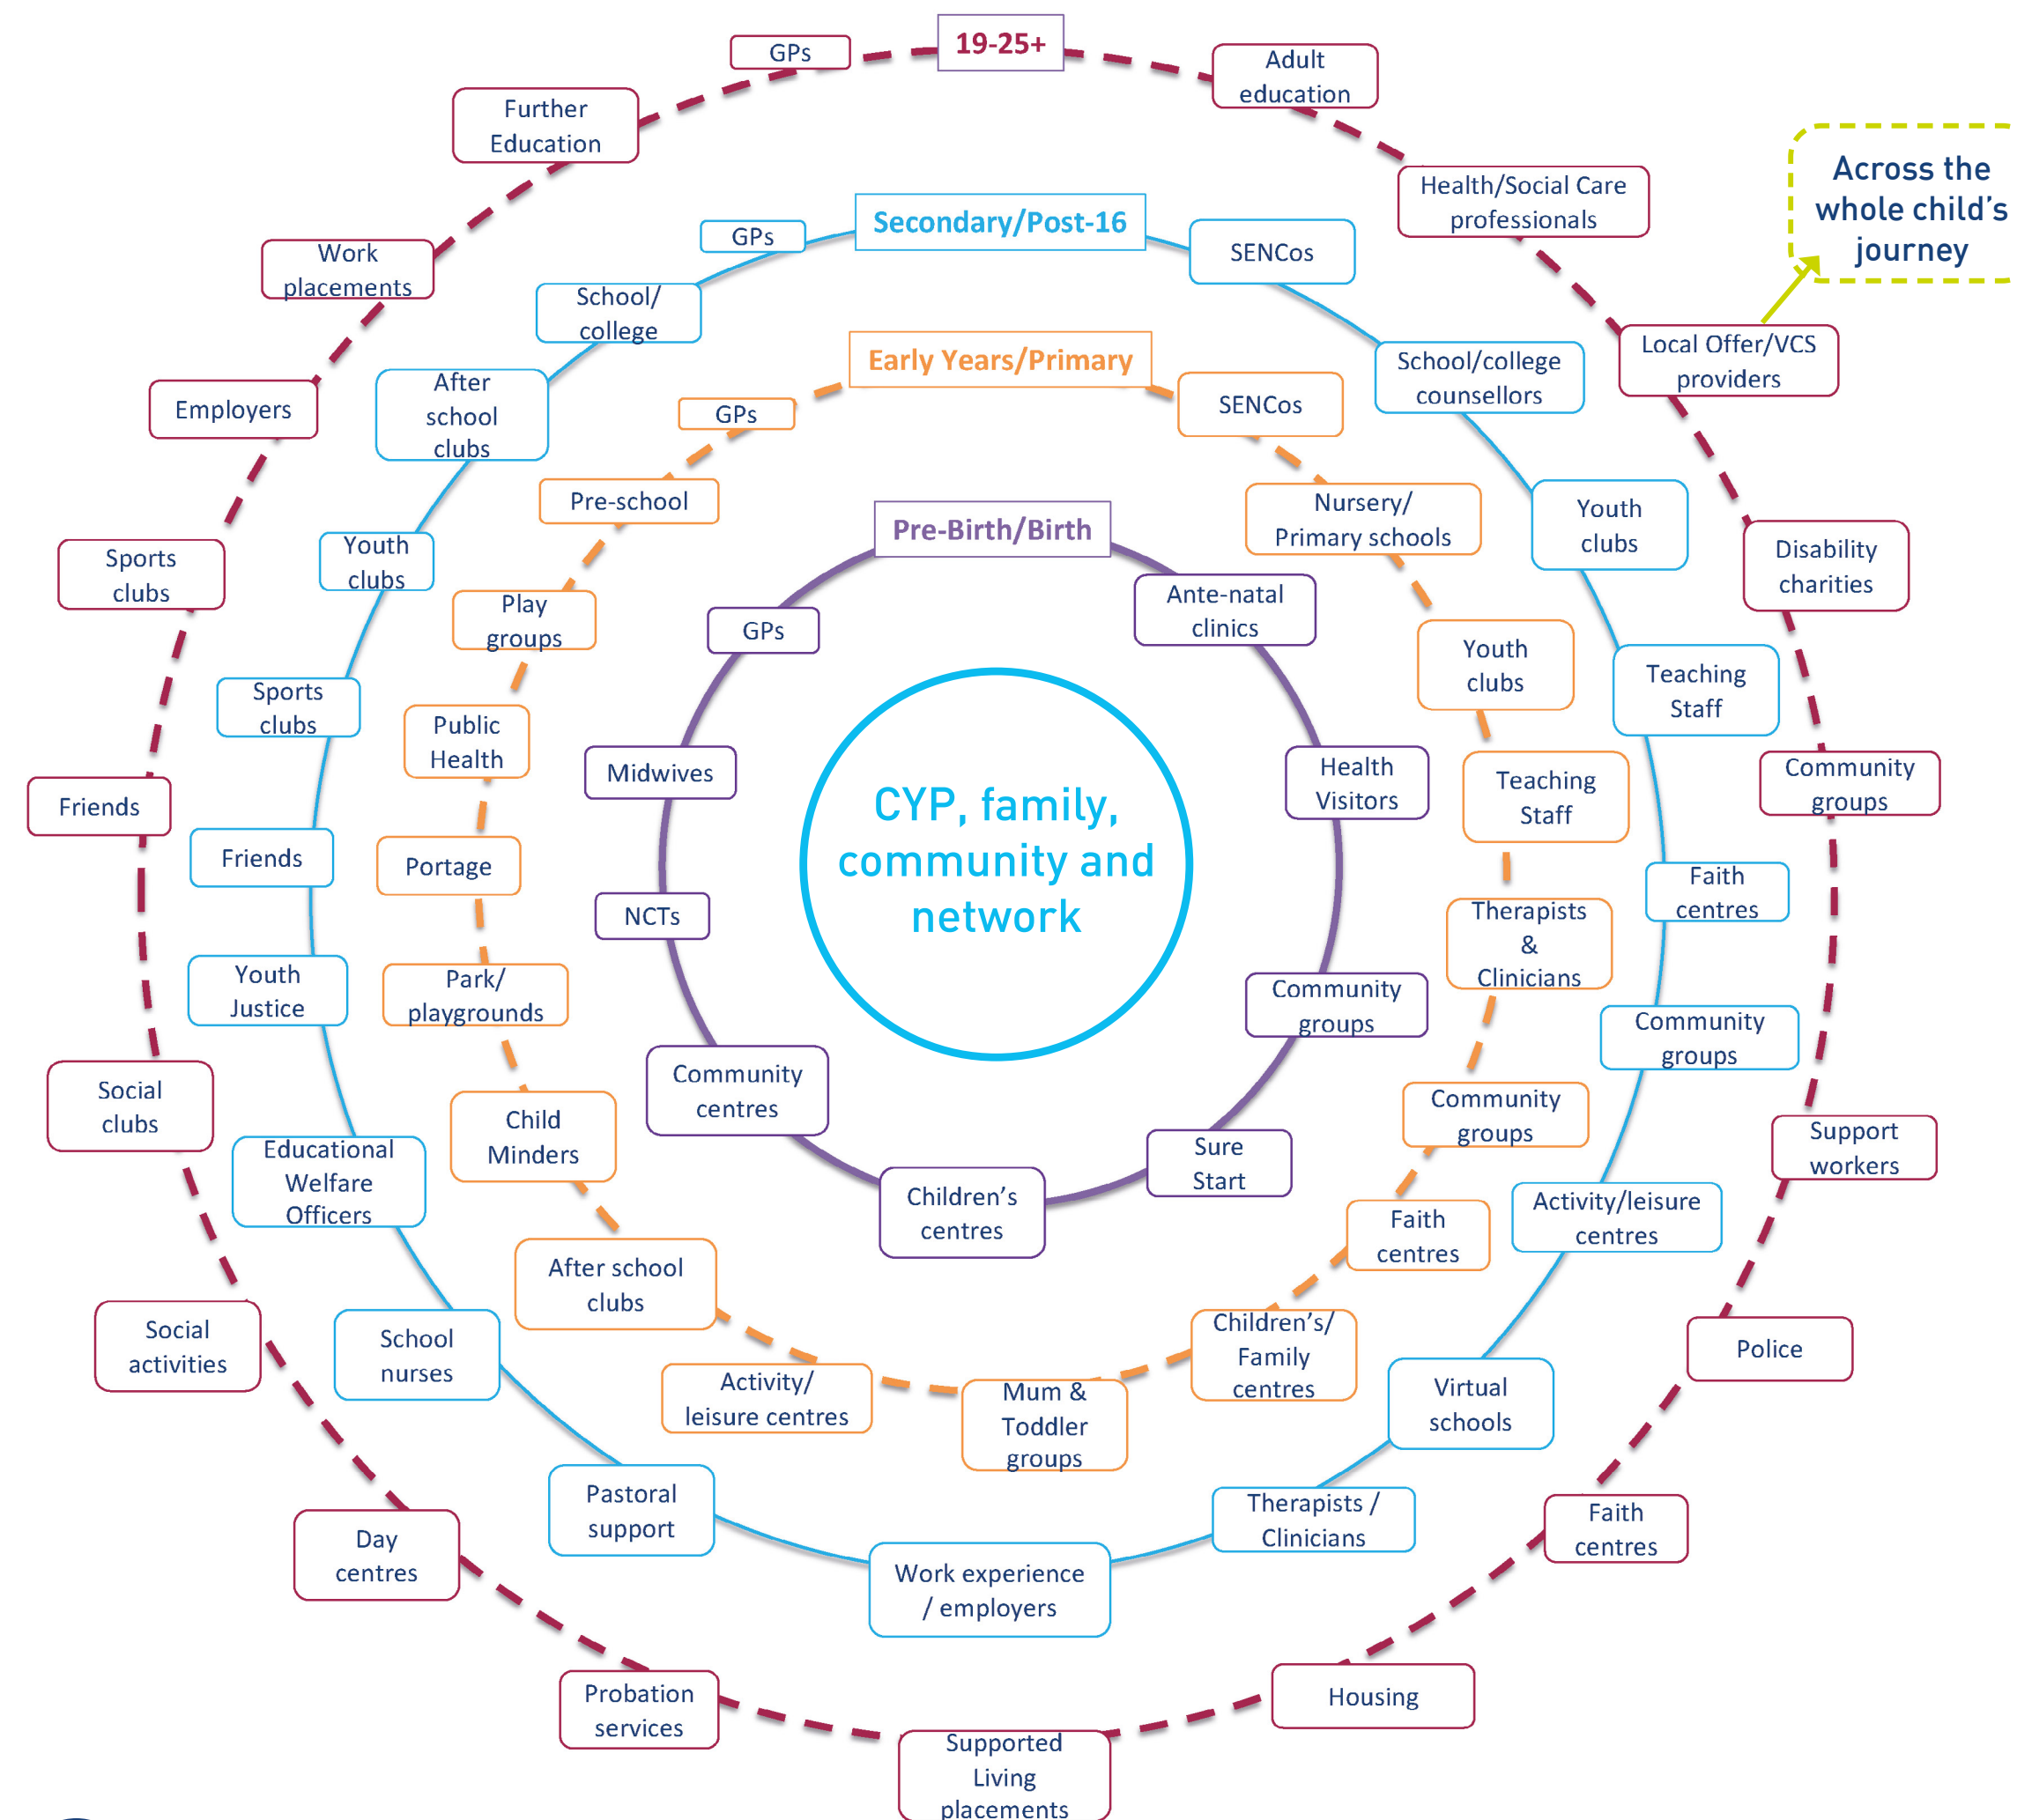 19-25+
GPs
Adult
education
Further
Education
Health/Social Care
professionals
Across the
whole child's
journey
Work
placements
Local Offer/VCS
providers
Employers
Disability
charities
Sports
clubs
Community
groups
Friends
Support
workers
Social
clubs
Police
Social
activities
Faith
centres
Day
centres
Housing
Probation
services
Supported
Living
placements
Secondary/Post-16
GPs
SENCos
School/
college
School/college
counsellors
After
school
clubs
Youth
clubs
Youth
clubs
Teaching
Staff
Sports
clubs
Faith
centres
Friends
Community
groups
Youth
Justice
Activity/leisure
centres
Educational
Welfare
Officers
Virtual
schools
School
nurses
Therapists /
Clinicians
Pastoral
support
Work experience
/ employers
Early Years/Primary
GPs
SENCos
Pre-school
Nursery/
Primary schools
Play
groups
Youth
clubs
Public
Health
Teaching
Staff
Portage
Therapists
&
Clinicians
Park/
playgrounds
Community
groups
Child
Minders
Faith
centres
After school
clubs
Children's/
Family
centres
Activity/
leisure centres
Mum &
Toddler
groups
Pre-Birth/Birth
GPs
Ante-natal
clinics
Midwives
Health
Visitors
NCTs
Community
groups
Community
centres
Sure
Start
Children's
centres
CYP, family,
community and
network